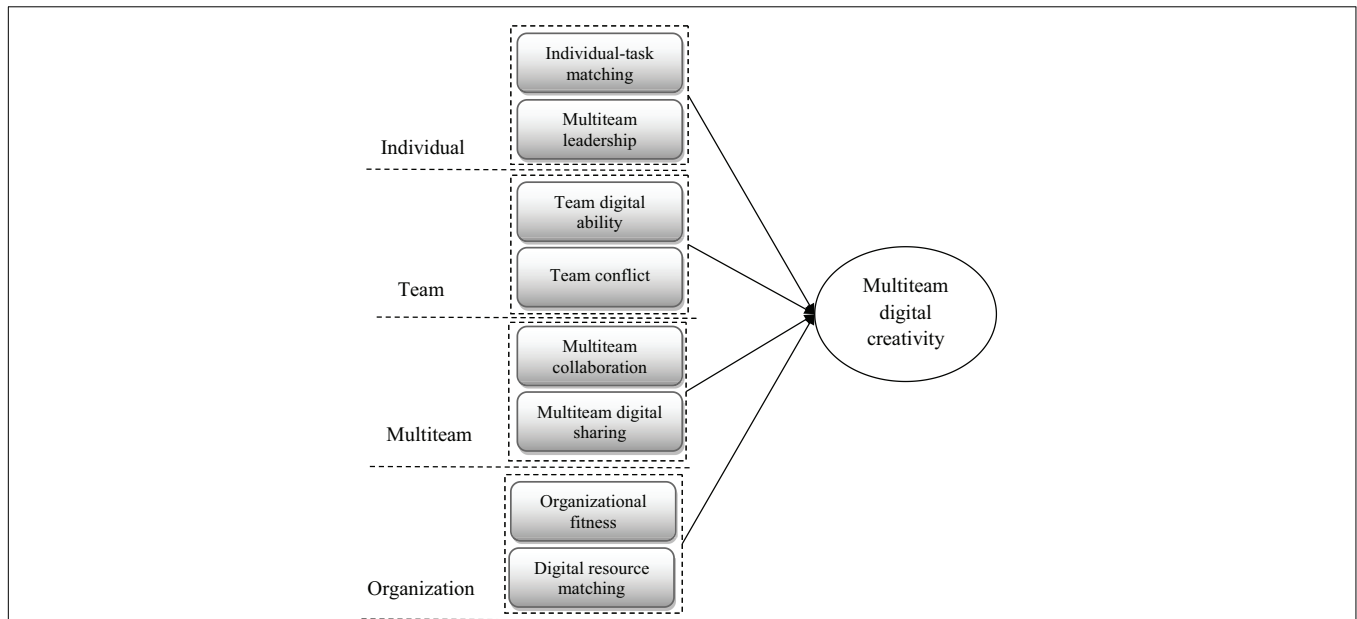 Individual-task
matching
Multiteam
leadership
Individual
Team digital
ability
Team conflict
Team
Multiteam
collaboration
Multiteam digital
sharing
Multiteam
Organizational
fitness
Digital resource
matching
Organization
Multiteam
digital
creativity